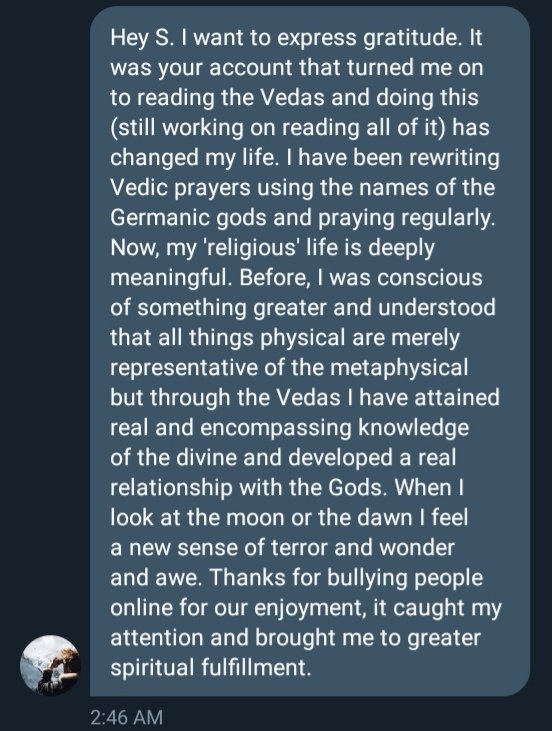 Hey S. I want to express gratitude. It
was your account that turned me on
to reading the Vedas and doing this
(still working on reading all of it) has
changed my life. I have been rewriting
Vedic prayers using the names of the
Germanic gods and praying regularly.
Now, my 'religious' life is deeply
meaningful. Before, I was conscious
of something greater and understood
that all things physical are merely
representative of the metaphysical
but through the Vedas I have attained
real and encompassing knowledge
of the divine and developed a real
relationship with the Gods. When I
look at the moon or the dawn I feel
a new sense of terror and wonder
and awe. Thanks for bullying people
online for our enjoyment, it caught my
attention and brought me to greater
spiritual fulfillment.
2:46 AM